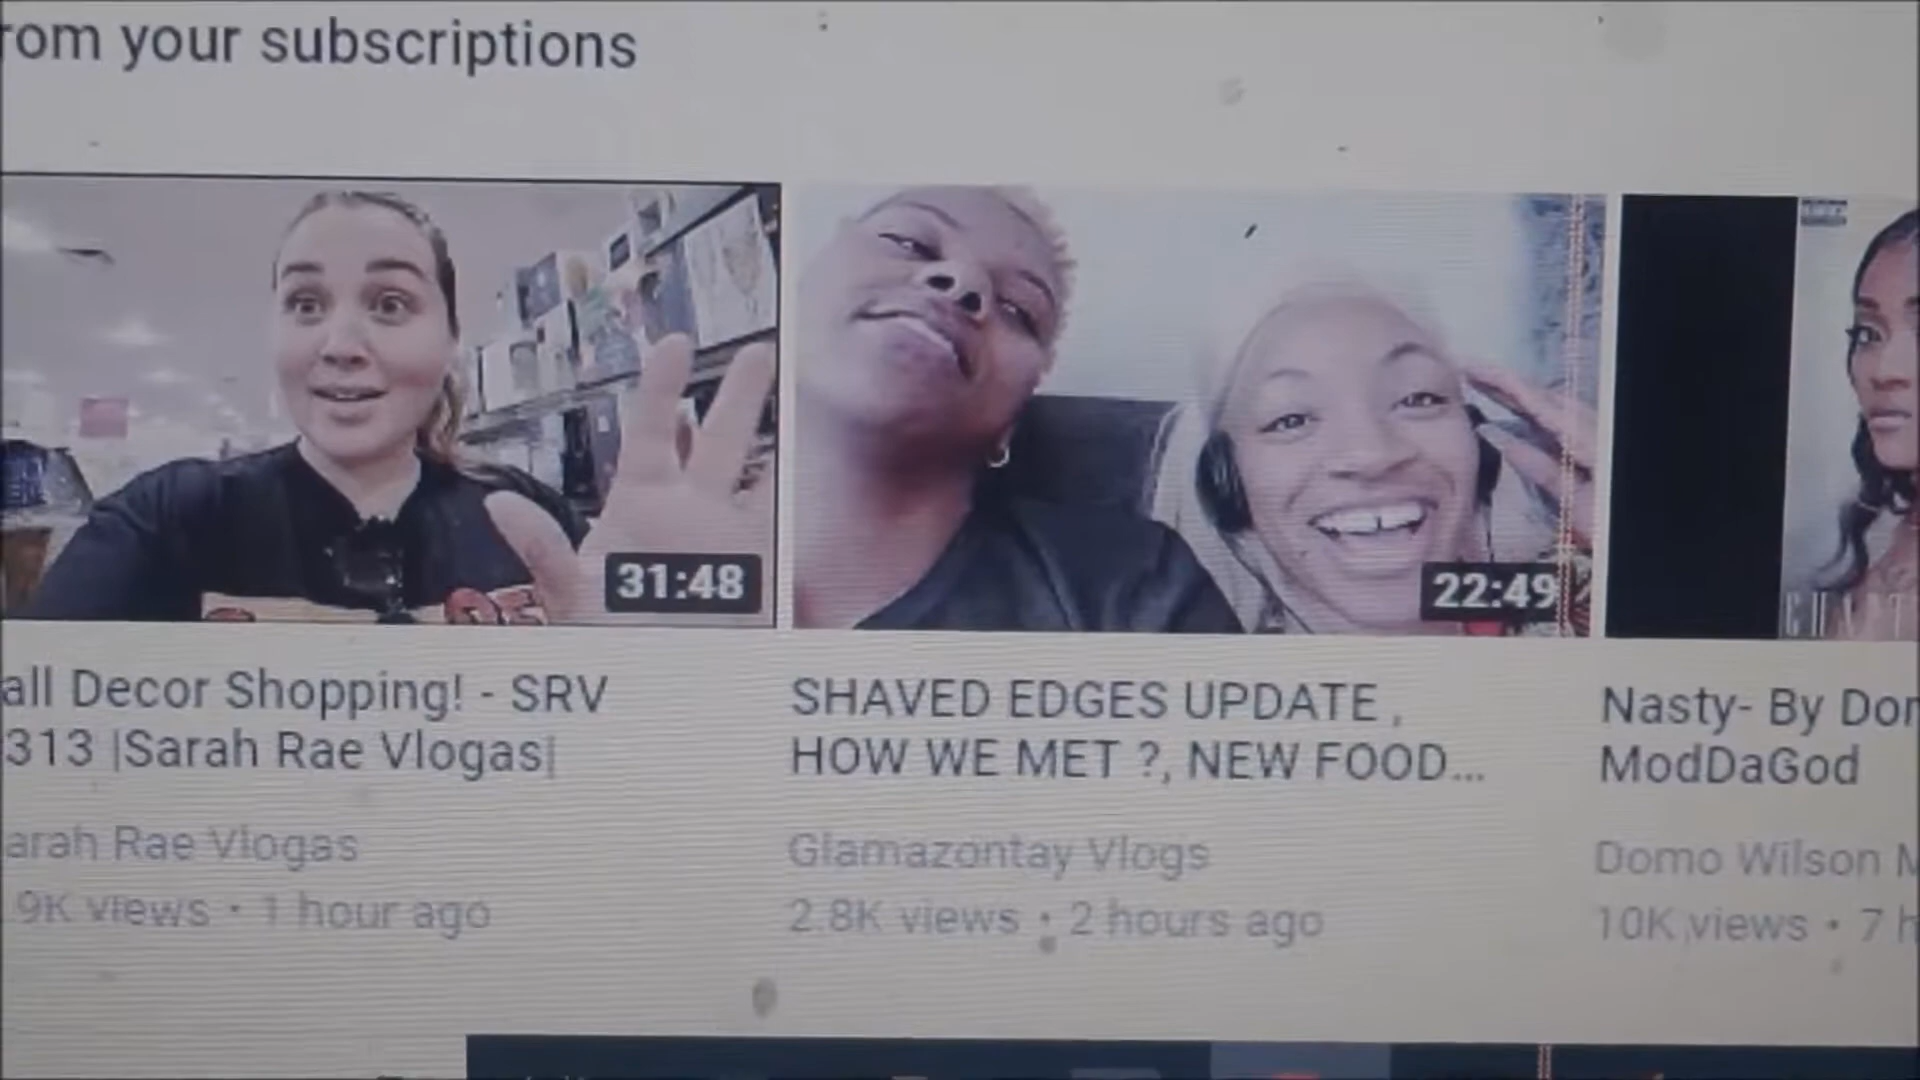 rom your subscriptions
31:48
22:49
all Decor Shopping! - SRV
313 |Sarah Rae Vlogas|
arah Rae Vlogas
9K views • 1 hour ago
SHAVED EDGES UPDATE ,
HOW WE MET ?, NEW FOOD...
Glamazontay Vlogs
2.8K views • 2 hours ago
Nasty- By Dom
ModDaGod
Domo Wilson M
10K views • 7 h